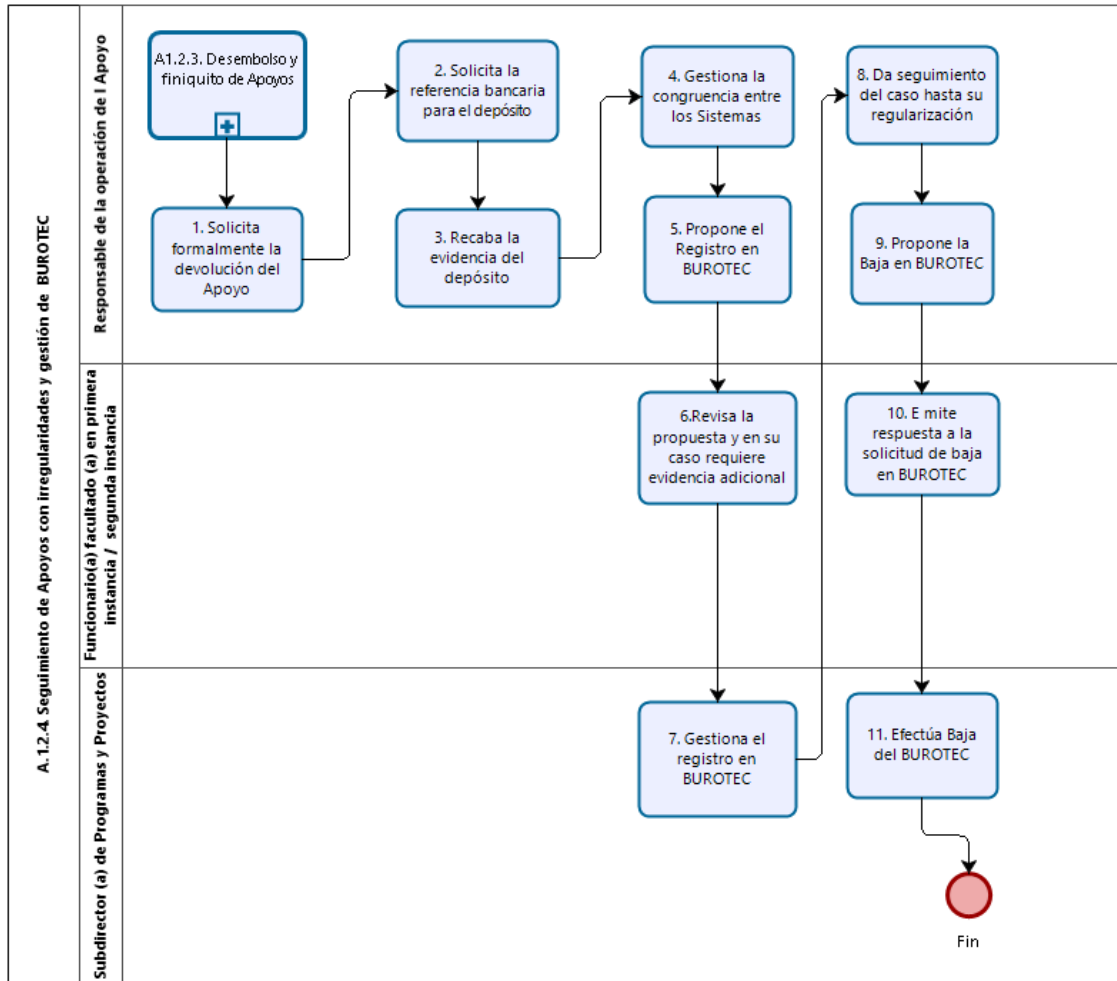 A.1.2.4. Seguimiento de Apoyos con irregularidades y gestión de BUROTEC
Responsable de la operación de l Apoyo
A1.2.3. Desembolso y
finiquito de Apoyos
1. Solicita
formalmente la
devolución del
Apoyo
2. Solicita la
referencia bancaria
para el depósito
3. Recaba la
evidencia del
depósito
4. Gestiona la
congruencia entre
los Sistemas
5. Propone el
Registro en
BUROTEC
8. Da seguimiento
del caso hasta su
regularización
9. Propone la
Baja en BUROTEC
Funcionario(a) facultado (a) en primera
instancia / segunda instancia
6.Revisa la
propuesta y en su
caso requiere
evidencia adicional
10. E mite
respuesta a la
solicitud de baja
en BUROTEC
Subdirector (a) de Programas y Proyectos
7. Gestiona el
registro en
BUROTEC
11. Efectúa Baja
del BUROTEC
Fin